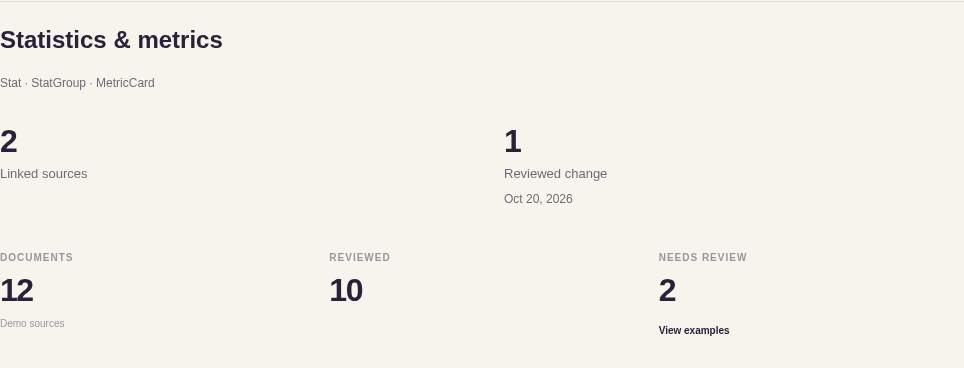 Statistics & metrics
Stat · StatGroup · MetricCard
2
Linked sources
1
Reviewed change
Oct 20, 2026
DOCUMENTS
12
Demo sources
REVIEWED
10
NEEDS REVIEW
2
View examples